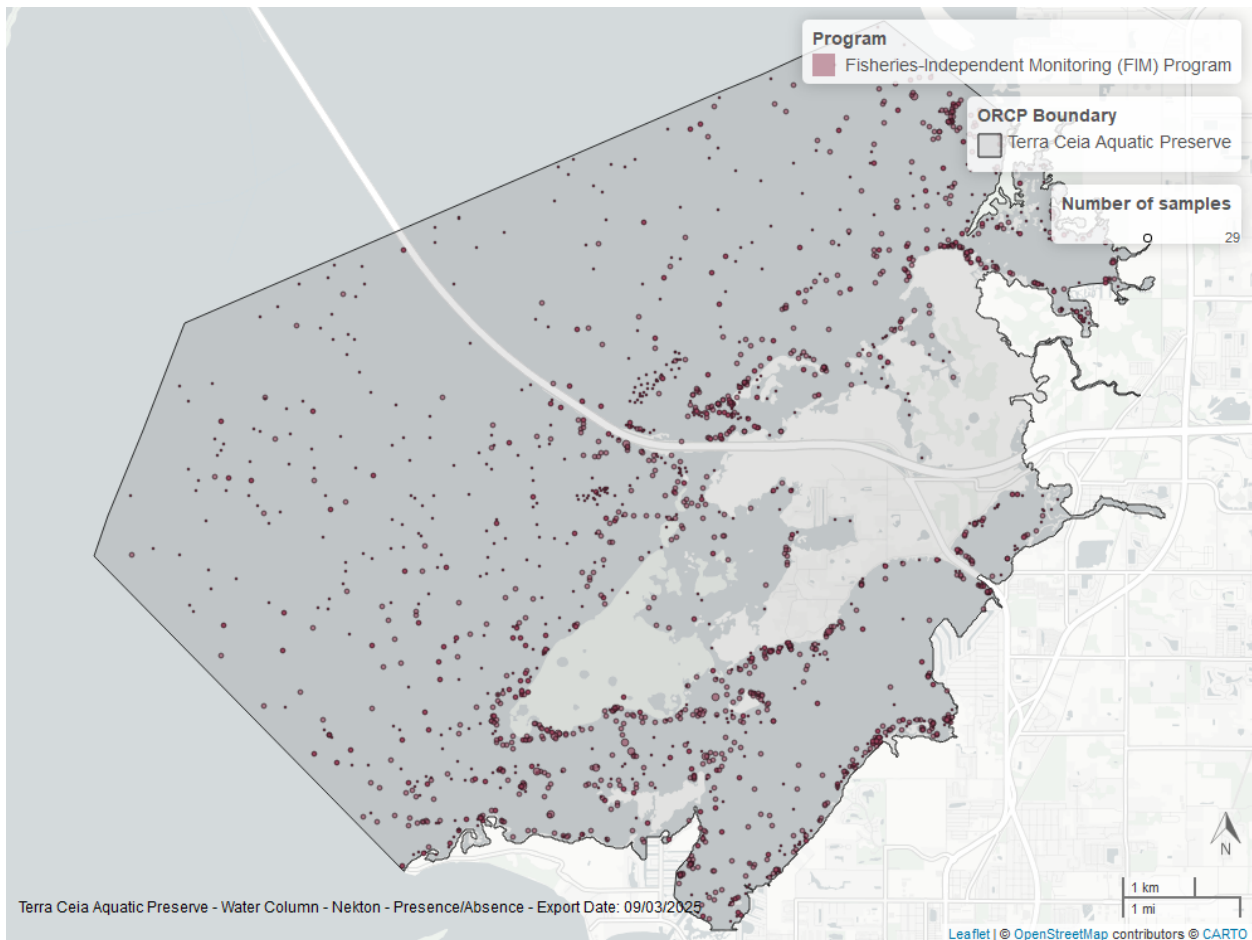 Program
Fisheries-Independent Monitoring (FIM) Program
ORCP Boundary
Terra Ceia Aquatic Preserve
Number of samples
29
N
1 km
1 mi
Terra Ceia Aquatic Preserve - Water Column - Nekton - Presence/Absence - Export Date: 09/03/2025
Leaflet | © OpenStreetMap contributors © CARTO